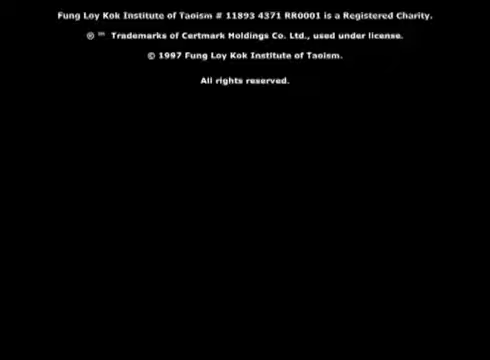 Fung Loy Kok Institute of Taoism # 11893 4371 RR0001 is a Registered Charity.
® ™ Trademarks of Certmark Holdings Co. Ltd., used under license.
© 1997 Fung Loy Kok Institute of Taoism.
All rights reserved.